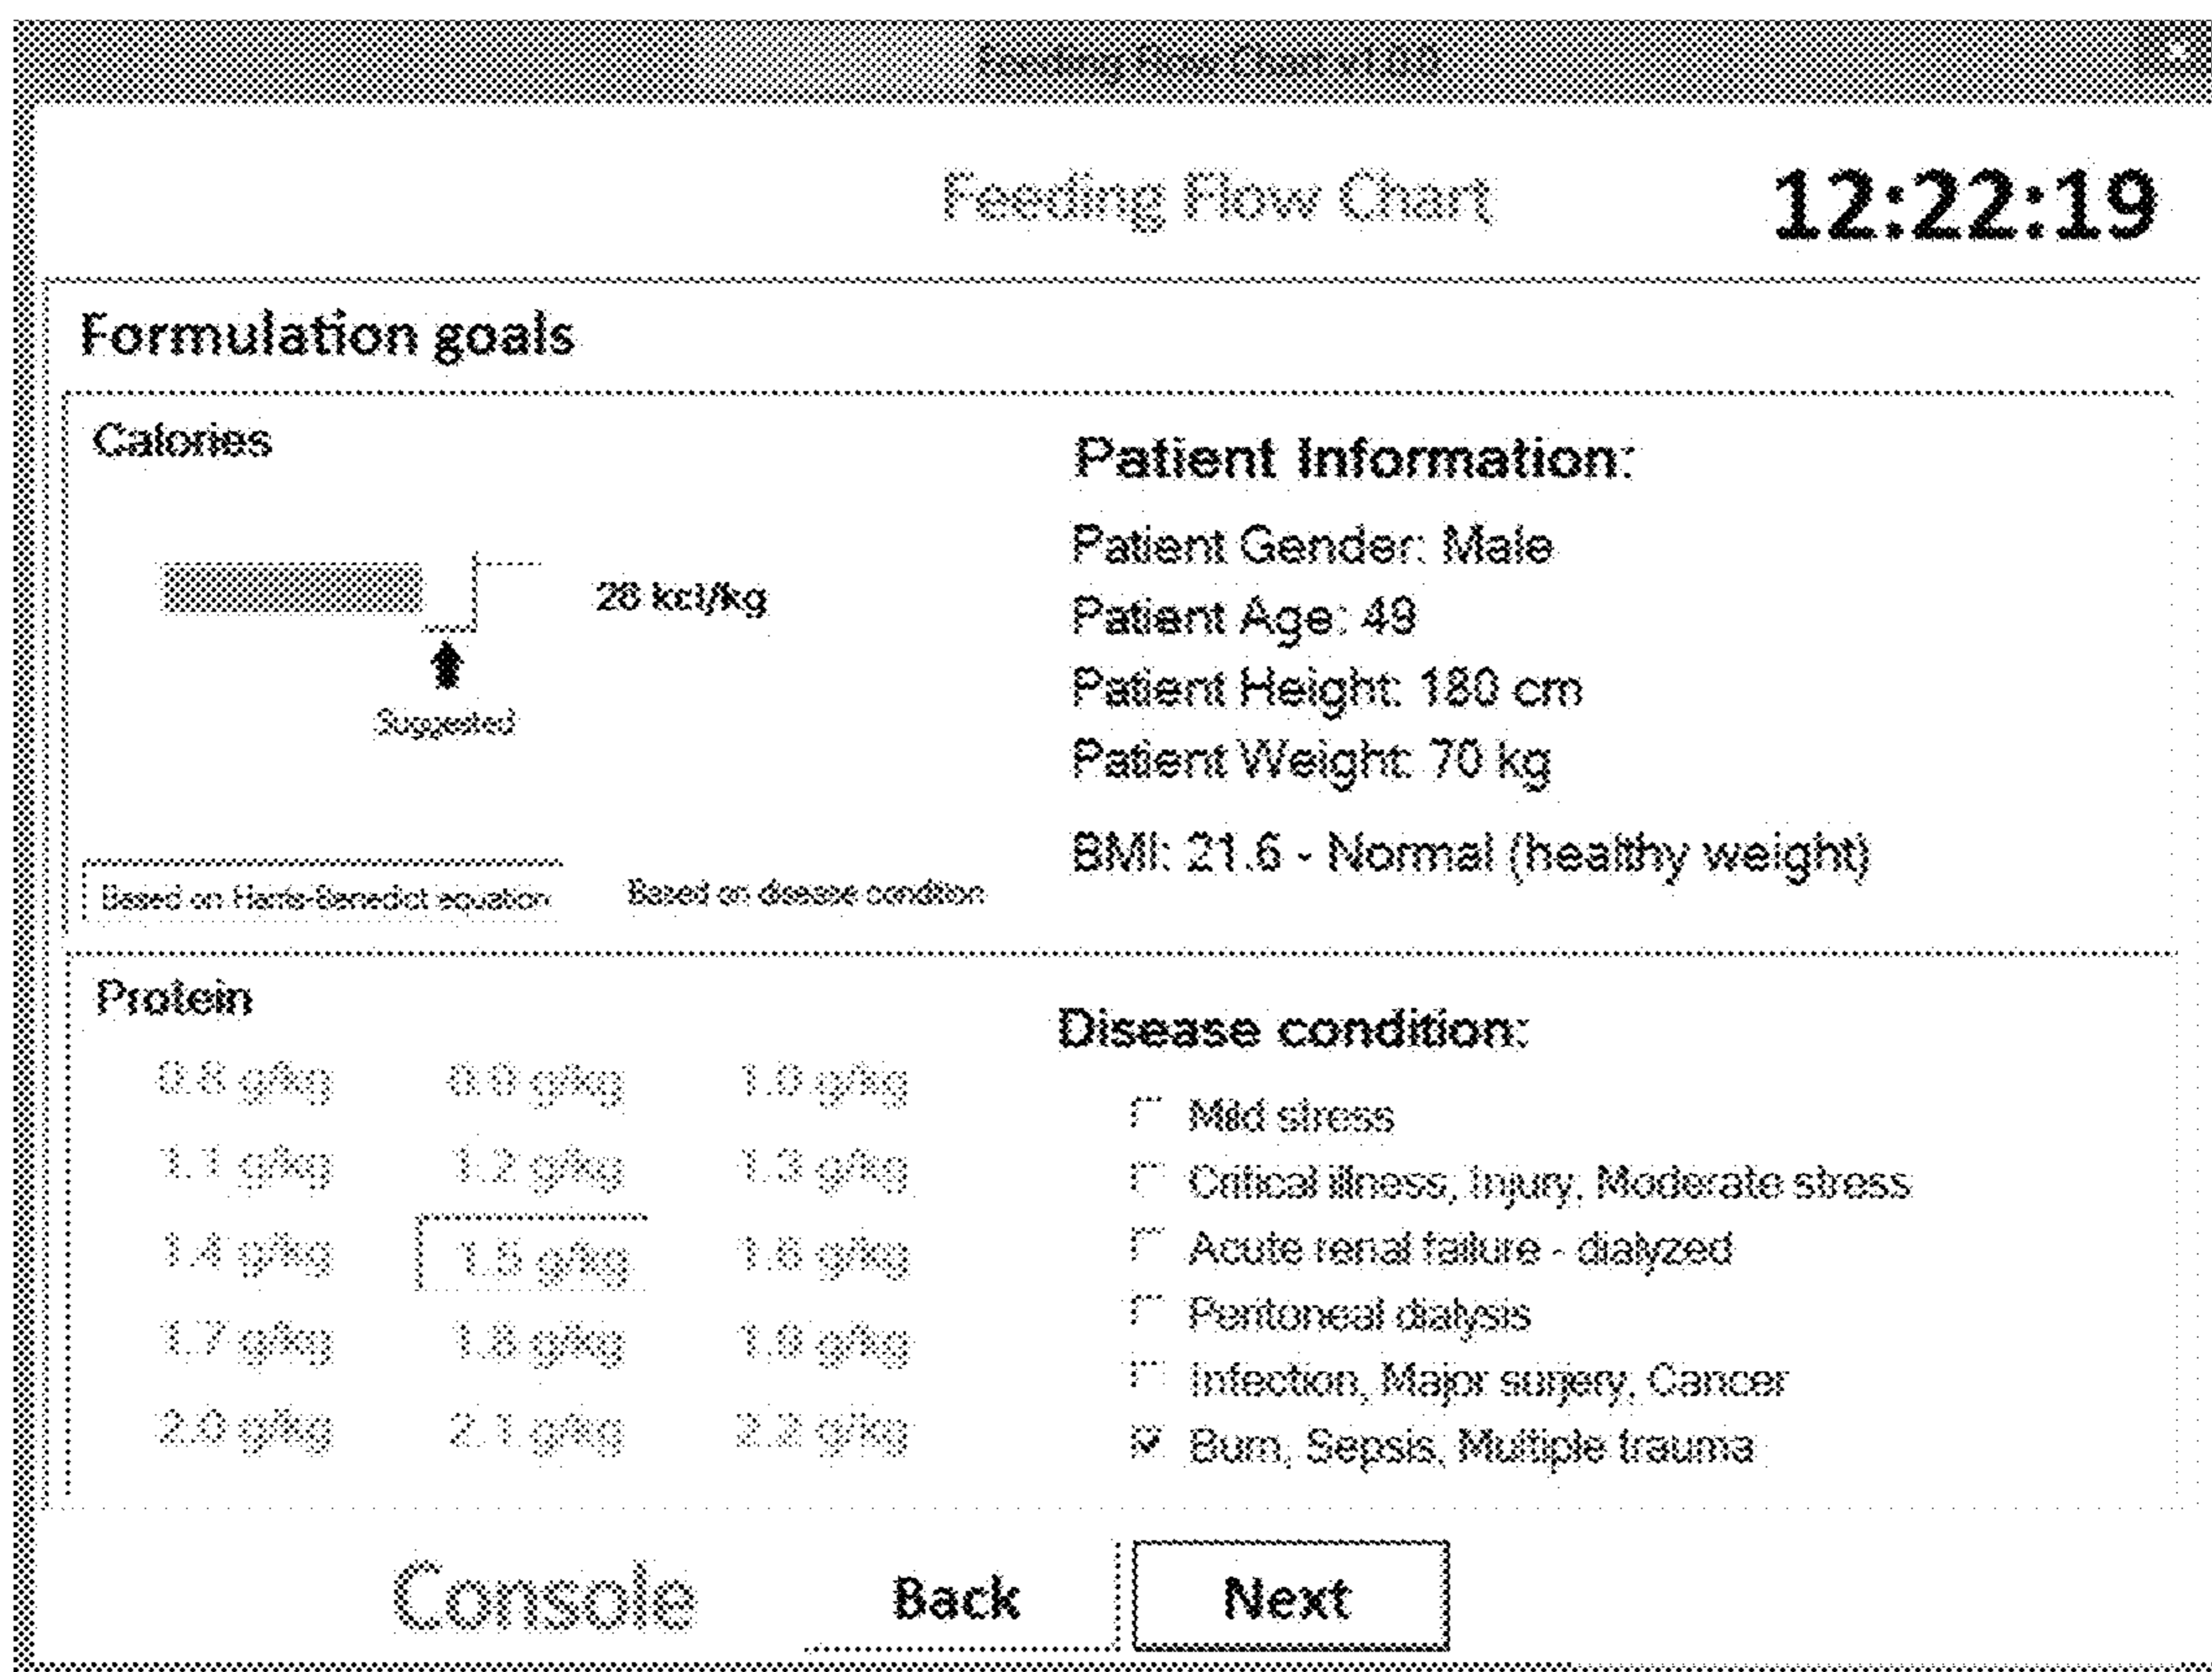 Feeding Flow Chart
12:22:19
Formulation goals
Calories
28 kcl/kg
Suggested
Based on Harris-Benedict equation
Based on disease condition
Patient Information:
Patient Gender: Male
Patient Age: 49
Patient Height: 180 cm
Patient Weight: 70 kg
BMI: 21.6 - Normal (healthy weight)
Protein
0.8 g/kg 0.9 g/kg 1.0 g/kg
1.1 g/kg 1.2 g/kg 1.3 g/kg
1.4 g/kg 1.5 g/kg 1.6 g/kg
1.7 g/kg 1.8 g/kg 1.9 g/kg
2.0 g/kg 2.1 g/kg 2.2 g/kg
Disease condition:
Mild stress
Critical illness, Injury, Moderate stress
Acute renal failure - dialyzed
Peritoneal dialysis
Infection, Major surjery, Cancer
Burn, Sepsis, Multiple trauma
Console Back Next